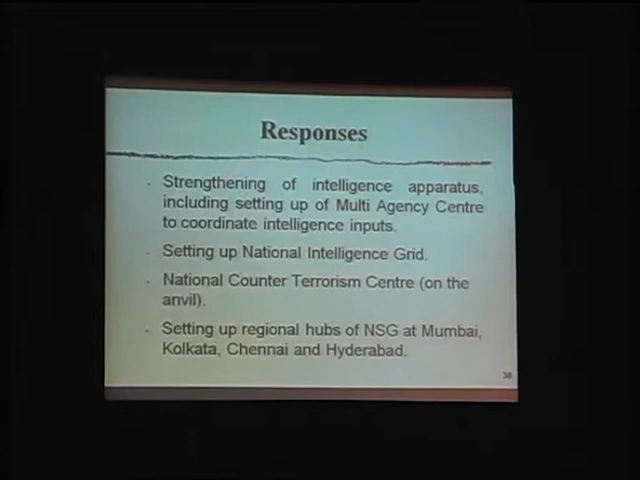 Responses
Strengthening of intelligence apparatus,
including setting up of Multi Agency Centre
to coordinate intelligence inputs.
Setting up National Intelligence Grid.
National Counter Terrorism Centre (on the
anvil).
Setting up regional hubs of NSG at Mumbai,
Kolkata, Chennai and Hyderabad.